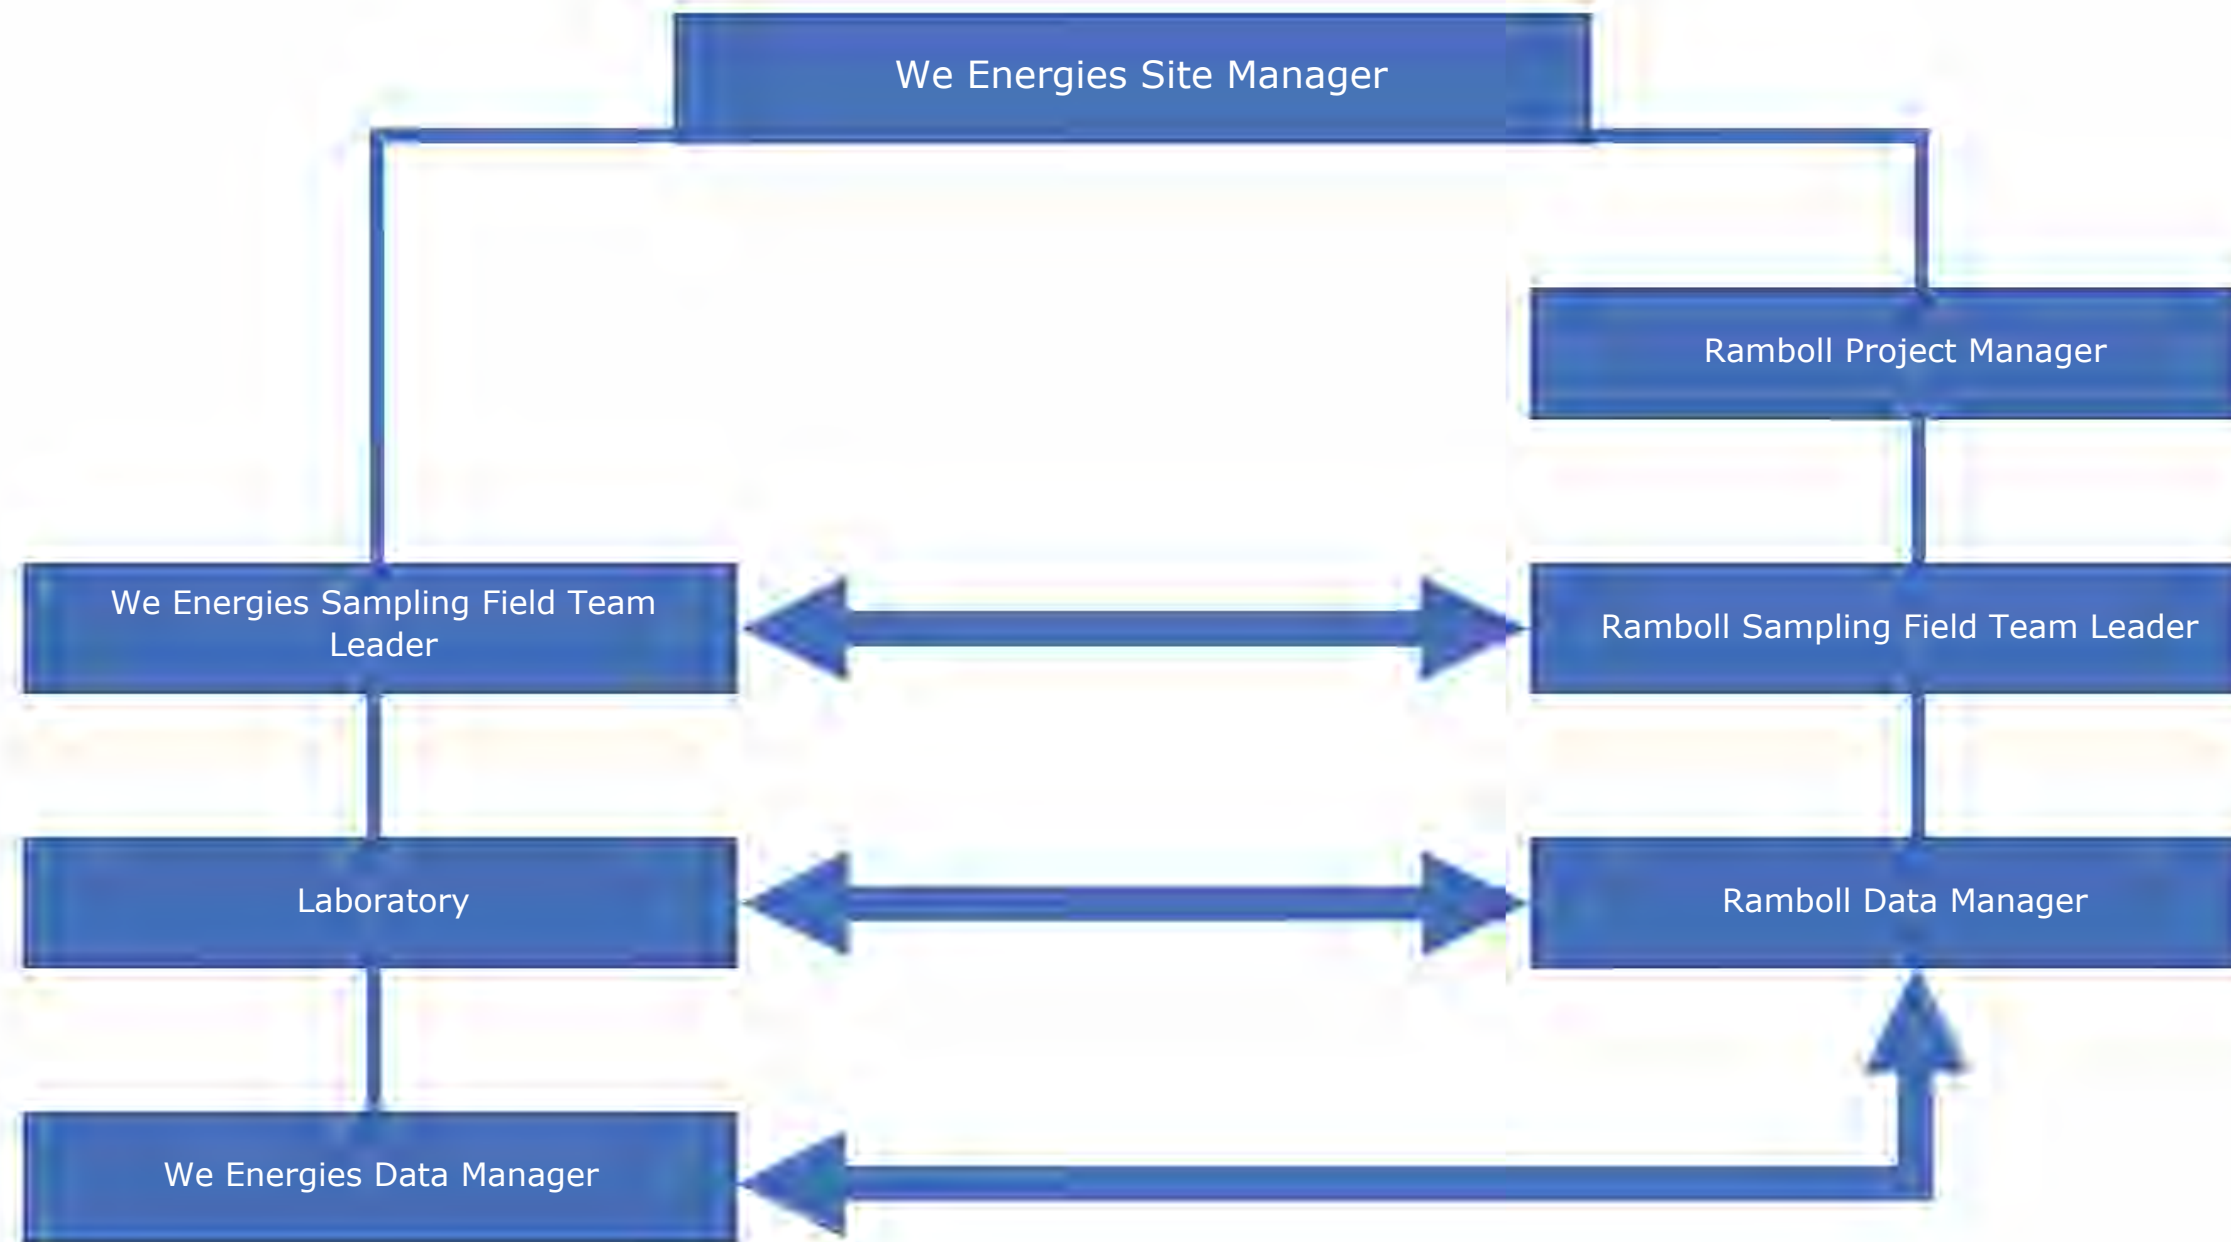 We Energies Site Manager
Ramboll Project Manager
We Energies Sampling Field Team
Leader
Ramboll Sampling Field Team Leader
Laboratory
Ramboll Data Manager
We Energies Data Manager